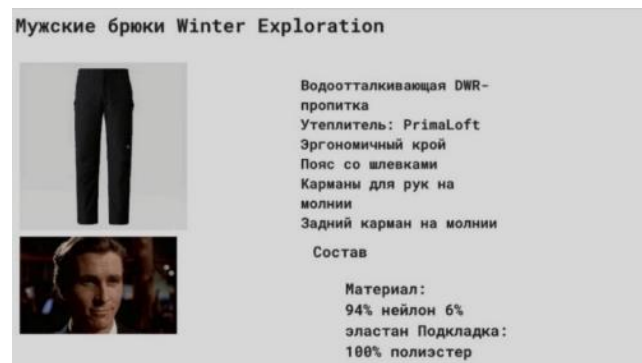 Мужские брюки Winter Exploration
Водоотталкивающая DWR-
пропитка
Утеплитель: PrimaLoft
Эргономичный крой
Пояс со шлевками
Карманы для рук на
молнии
Задний карман на молнии
Состав
Материал:
94% нейлон 6%
эластан Подкладка:
100% полиэстер